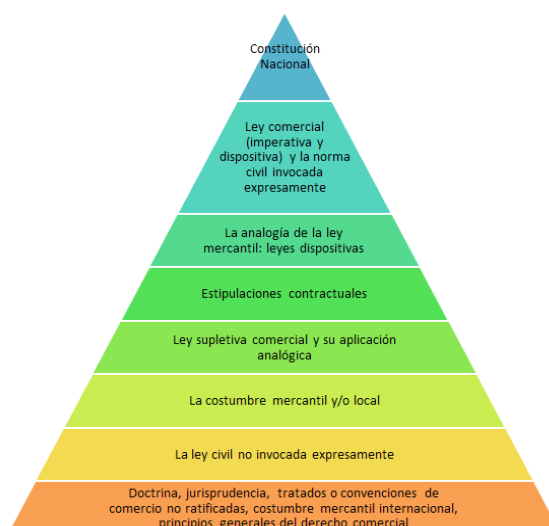 Constitución
Nacional
Ley comercial
(imperativa y
dispositiva) y la norma
civil invocada
expresamente
La analogía de la ley
mercantil: leyes dispositivas
Estipulaciones contractuales
Ley supletiva comercial y su aplicación
analógica
La costumbre mercantil y/o local
La ley civil no invocada expresamente
Doctrina, jurisprudencia, tratados o convenciones de
comercio no ratificadas, costumbre mercantil internacional,
principios generales del derecho comercial